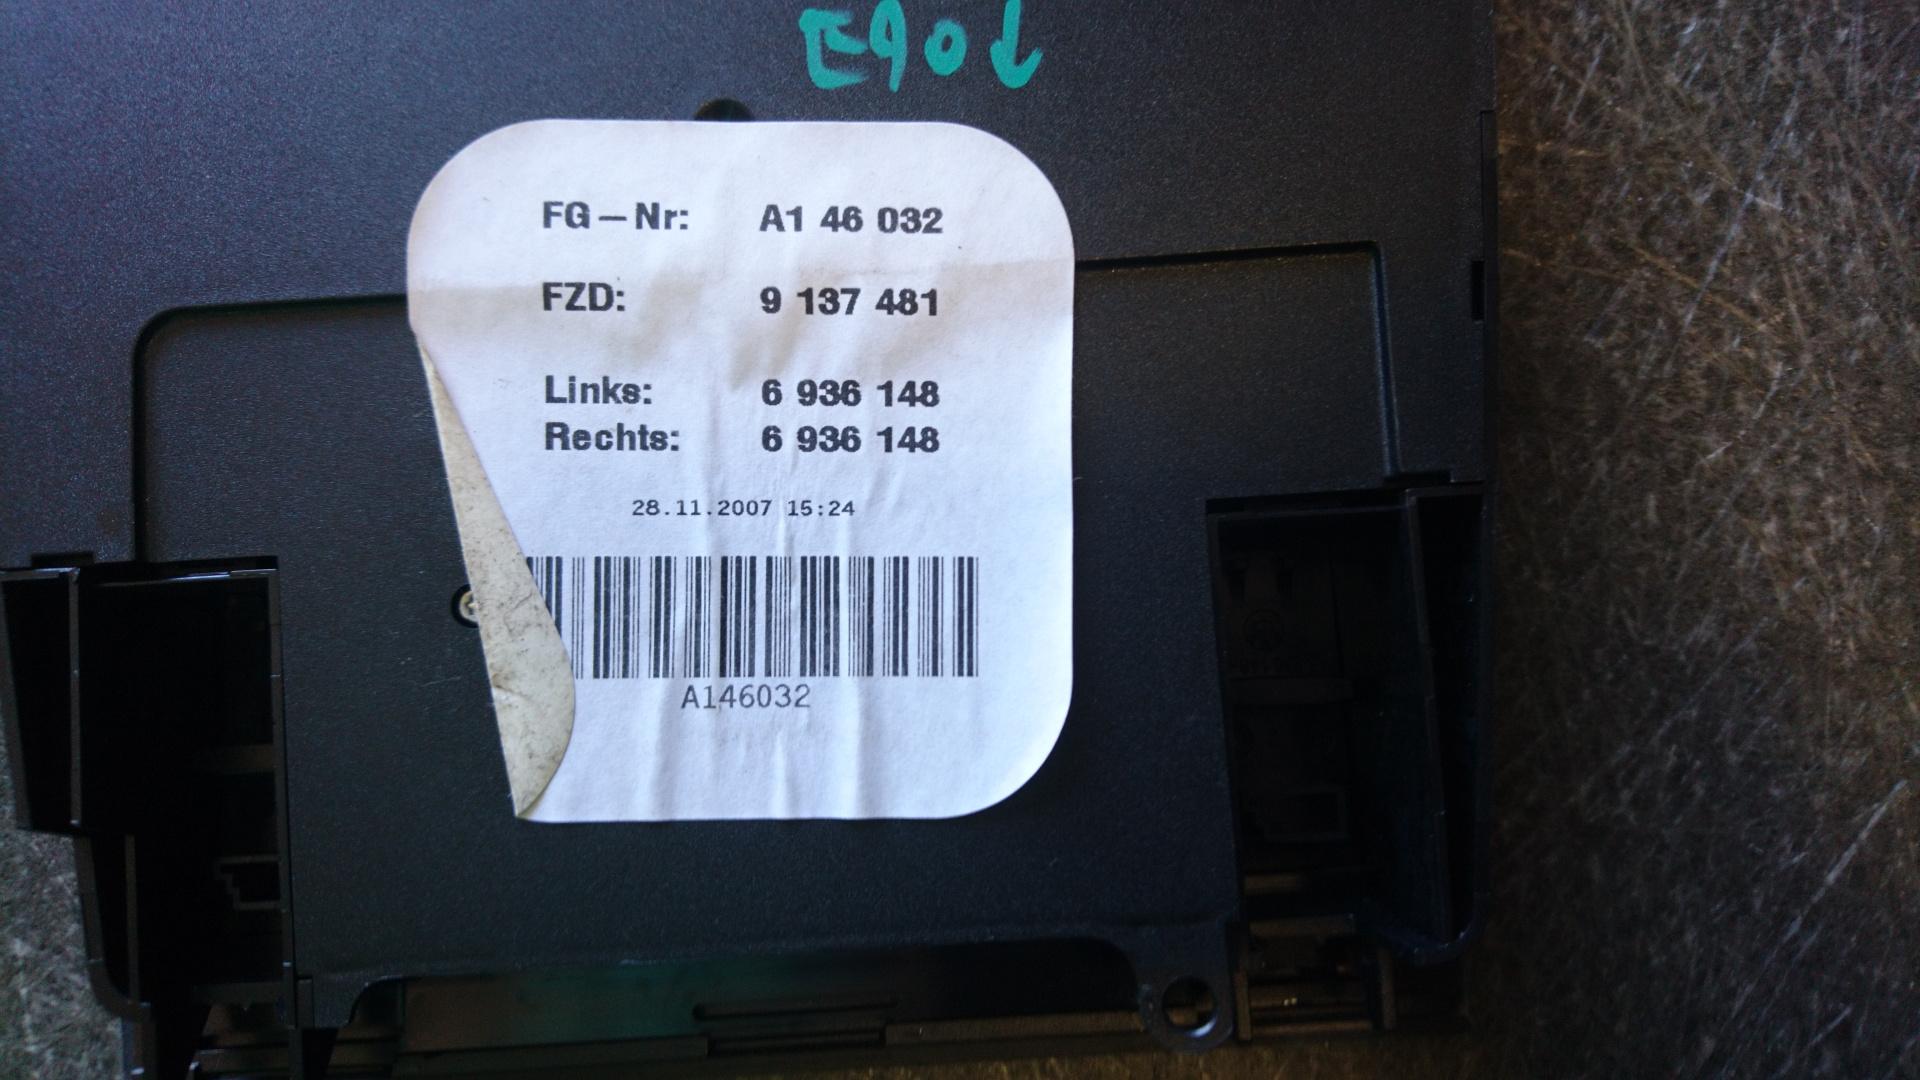 E90L
FG–Nr: A1 46 032
FZD: 9 137 481
Links: 6 936 148
Rechts: 6 936 148
28.11.2007 15:24
A146032